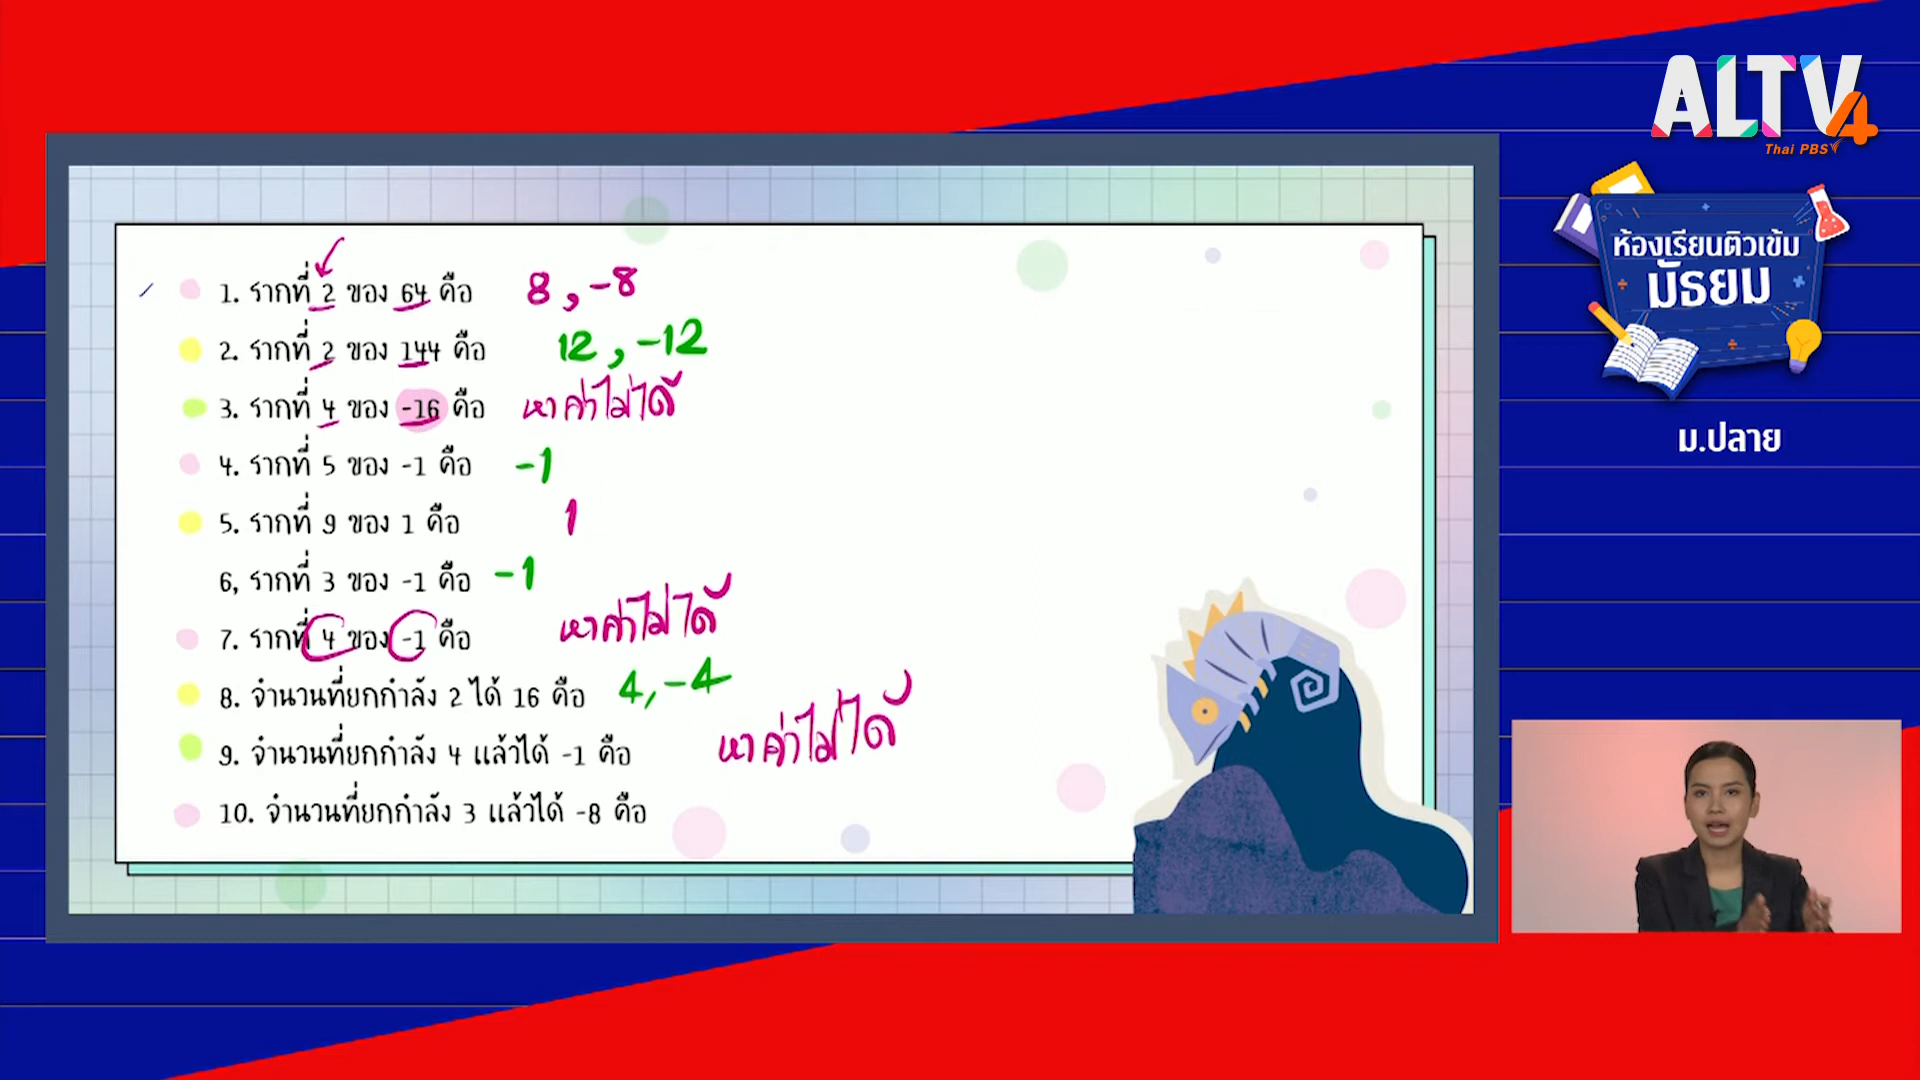 ALTV4
Thai PBS
ห้องเรียนติวเข้ม
มัธยม
ม.ปลาย
1. รากที่ 2 ของ 64 คือ 8, -8
2. รากที่ 2 ของ 144 คือ 12, -12
3. รากที่ 4 ของ -16 คือ หาค่าไม่ได้
4. รากที่ 5 ของ -1 คือ -1
5. รากที่ 9 ของ 1 คือ 1
6, รากที่ 3 ของ -1 คือ -1
7. รากที่ 4 ของ -1 คือ หาค่าไม่ได้
8. จำนวนที่ยกกำลัง 2 ได้ 16 คือ 4, -4
9. จำนวนที่ยกกำลัง 4 แล้วได้ -1 คือ หาค่าไม่ได้
10. จำนวนที่ยกกำลัง 3 แล้วได้ -8 คือ